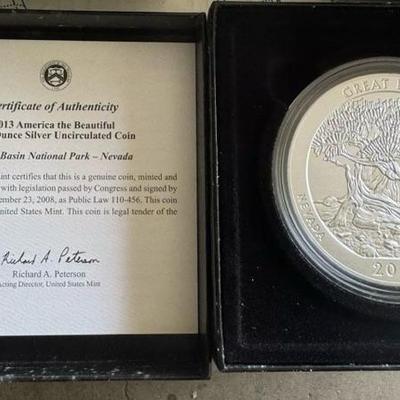 ertificate of Authenticity
013 America the Beautiful
Ounce Silver Uncirculated Coin
Basin National Park – Nevada
int certifies that this is a genuine coin, minted and
with legislation passed by Congress and signed by
ember 23, 2008, as Public Law 110-456. This coin
nited States Mint. This coin is legal tender of the
Richard A. Peterson
Richard A. Peterson
Acting Director, United States Mint
GREAT
NEVADA
20